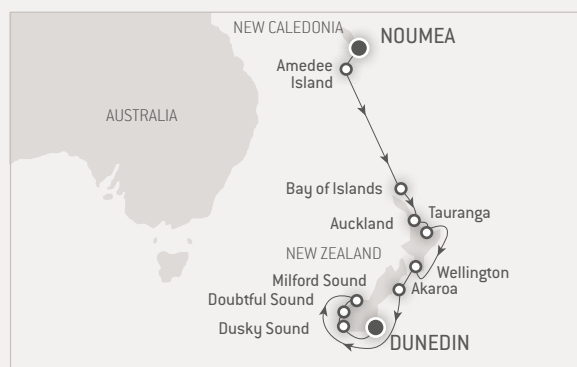 NEW CALEDONIA
NOUMEA
Amedee
Island
AUSTRALIA
Bay of Islands
Tauranga
Auckland
NEW ZEALAND
Wellington
Milford Sound
Akaroa
Doubtful Sound
Dusky Sound
DUNEDIN